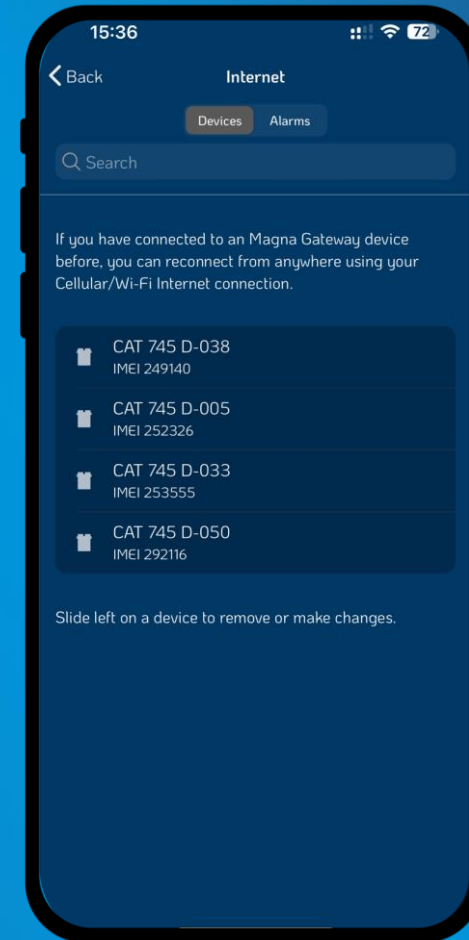 15:36
72
Back
Internet
Devices
Alarms
Search
If you have connected to an Magna Gateway device
before, you can reconnect from anywhere using your
Cellular/Wi-Fi Internet connection.
CAT 745 D-038
IMEI 249140
CAT 745 D-005
IMEI 252326
CAT 745 D-033
IMEI 253555
CAT 745 D-050
IMEI 292116
Slide left on a device to remove or make changes.